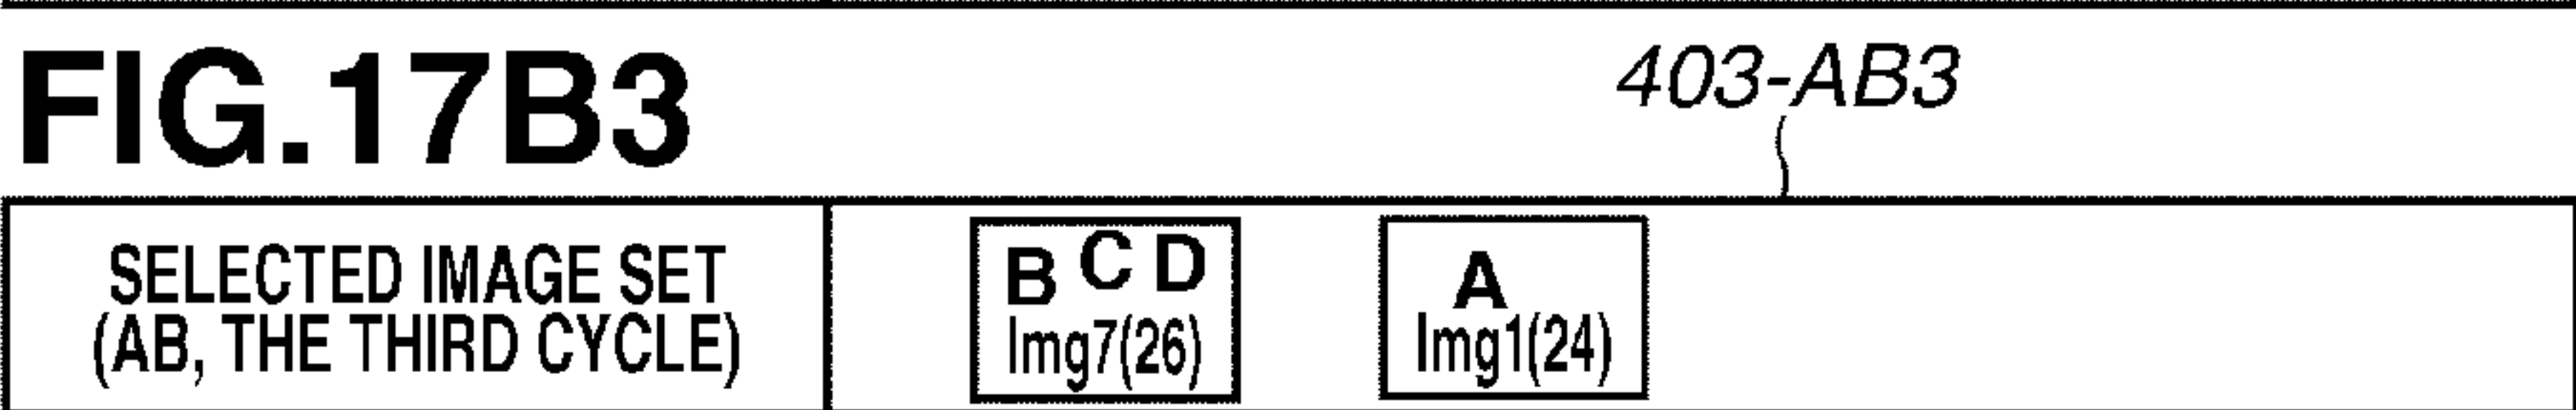 FIG.17B3
403-AB3
SELECTED IMAGE SET
(AB, THE THIRD CYCLE)
B C D
Img7(26)
A
Img1(24)